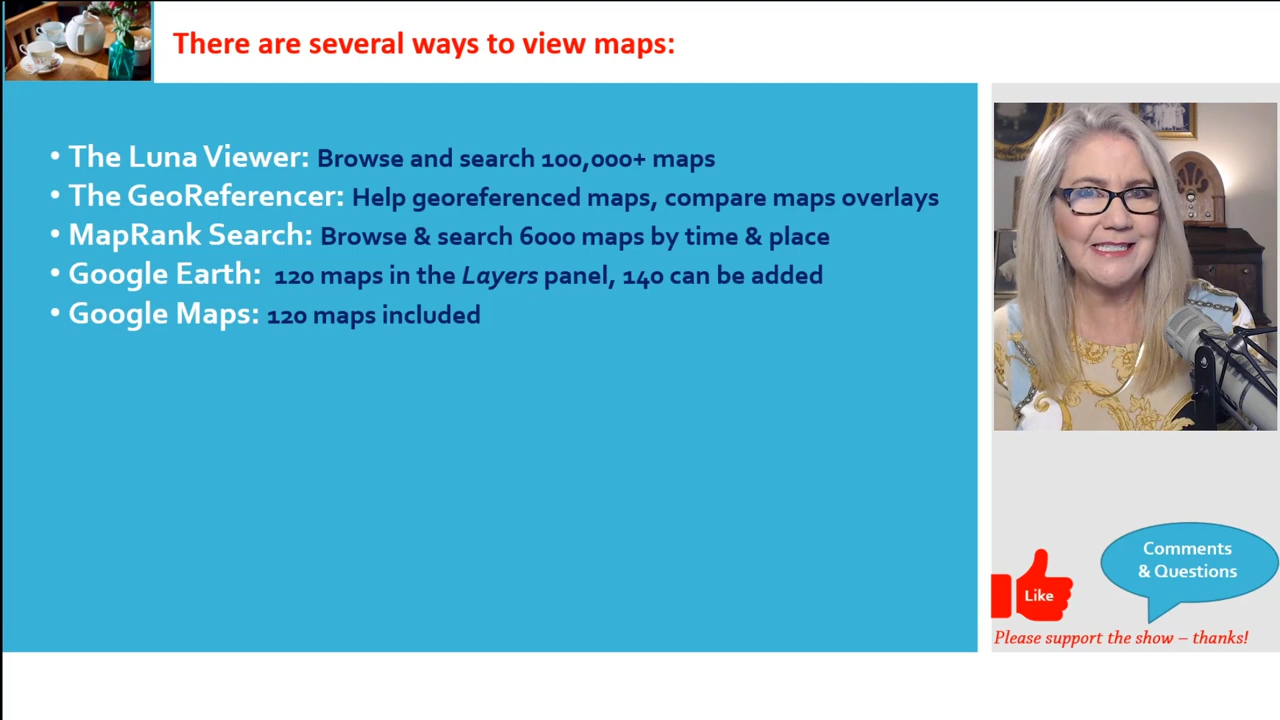 There are several ways to view maps:
• The Luna Viewer: Browse and search 100,000+ maps
• The GeoReferencer: Help georeferenced maps, compare maps overlays
• MapRank Search: Browse & search 6000 maps by time & place
• Google Earth: 120 maps in the Layers panel, 140 can be added
• Google Maps: 120 maps included
Comments
& Questions
Like
Please support the show – thanks!